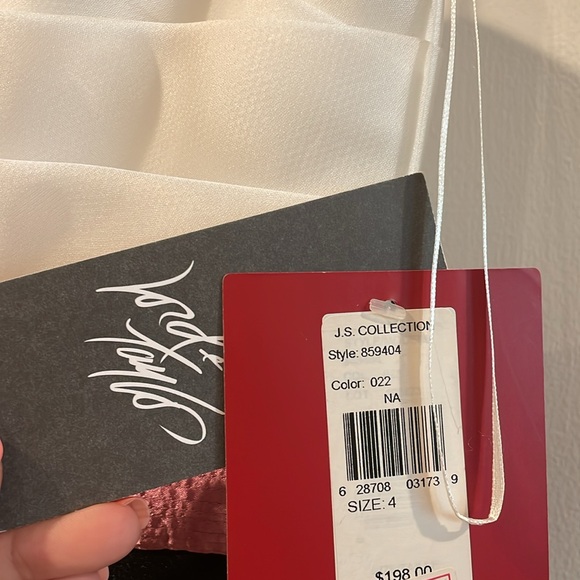 J.S. COLLECTION
Style: 859404
Color: 022
NA
6 28708 03173 9
SIZE: 4
$198.00